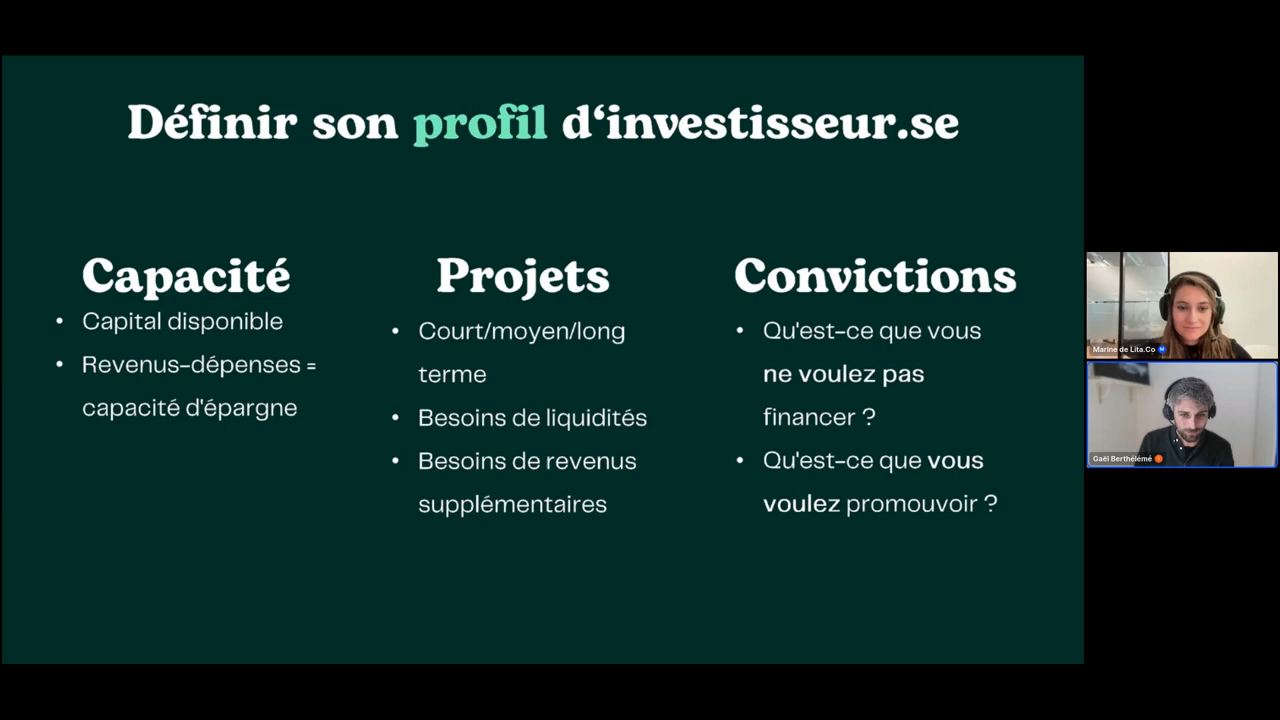 Définir son profil d‘investisseur.se
Capacité
• Capital disponible
• Revenus-dépenses =
capacité d'épargne
Projets
• Court/moyen/long
terme
• Besoins de liquidités
• Besoins de revenus
supplémentaires
Convictions
• Qu'est-ce que vous
ne voulez pas
financer ?
• Qu'est-ce que vous
voulez promouvoir ?
Marine de Lita.Co
Gaël Berthélémé